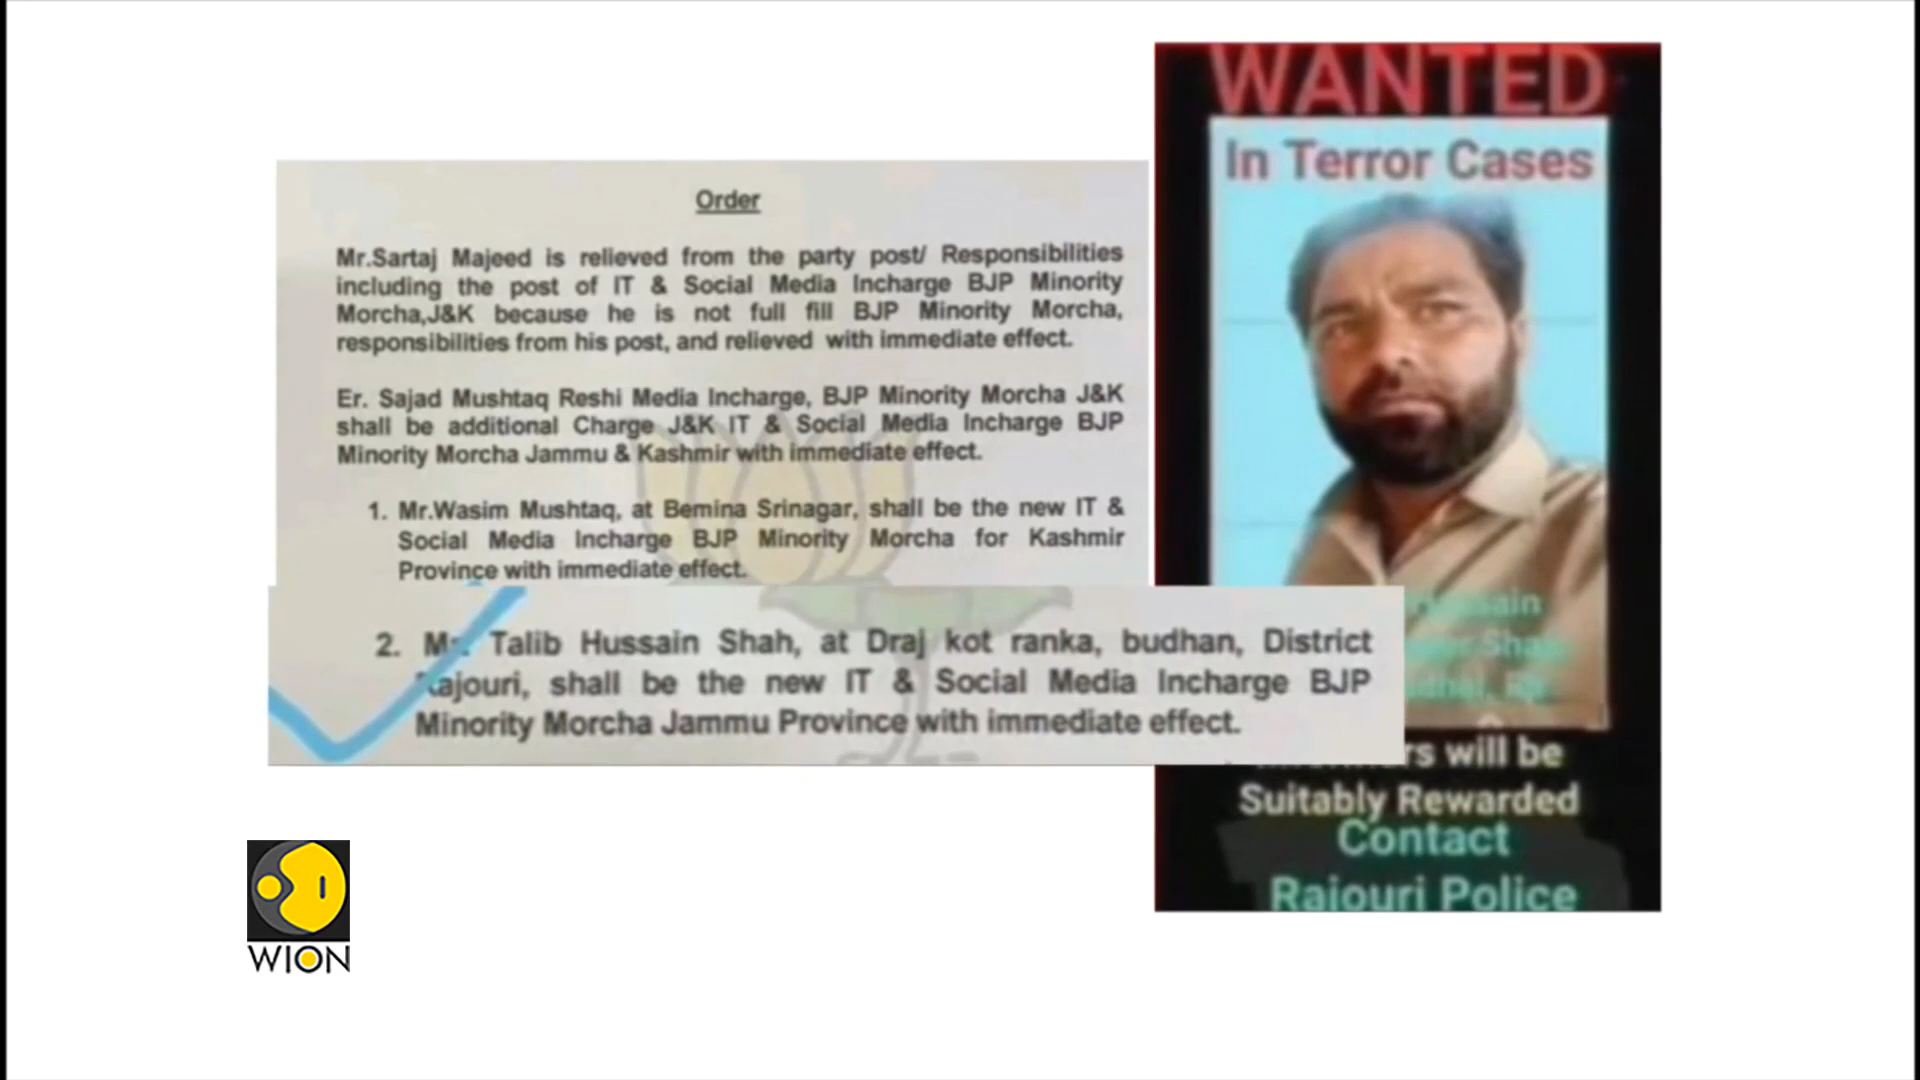 Order
Mr.Sartaj Majeed is relieved from the party post/ Responsibilities
including the post of IT & Social Media Incharge BJP Minority
Morcha,J&K because he is not full fill BJP Minority Morcha,
responsibilities from his post, and relieved with immediate effect.
Er. Sajad Mushtaq Reshi Media Incharge, BJP Minority Morcha J&K
shall be additional Charge J&K IT & Social Media Incharge BJP
Minority Morcha Jammu & Kashmir with immediate effect.
1. Mr.Wasim Mushtaq, at Bemina Srinagar, shall be the new IT &
Social Media Incharge BJP Minority Morcha for Kashmir
Province with immediate effect.
2. Mr. Talib Hussain Shah, at Draj kot ranka, budhan, District
Rajouri, shall be the new IT & Social Media Incharge BJP
Minority Morcha Jammu Province with immediate effect.
WANTED
In Terror Cases
will be
Suitably Rewarded
Contact
Rajouri Police
WION